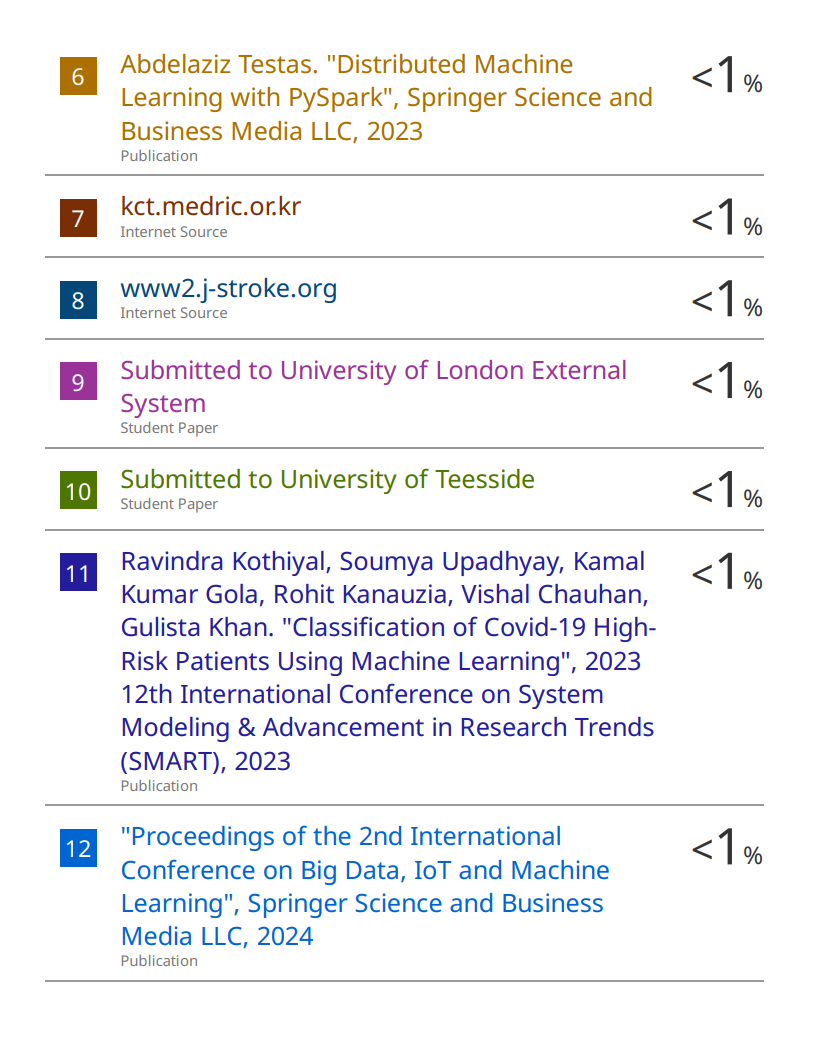 6
Abdelaziz Testas. "Distributed Machine
Learning with PySpark", Springer Science and
Business Media LLC, 2023
Publication
<1%
7
kct.medric.or.kr
Internet Source
<1%
8
www2.j-stroke.org
Internet Source
<1%
9
Submitted to University of London External
System
Student Paper
<1%
10
Submitted to University of Teesside
Student Paper
<1%
11
Ravindra Kothiyal, Soumya Upadhyay, Kamal
Kumar Gola, Rohit Kanauzia, Vishal Chauhan,
Gulista Khan. "Classification of Covid-19 High-
Risk Patients Using Machine Learning", 2023
12th International Conference on System
Modeling & Advancement in Research Trends
(SMART), 2023
Publication
<1%
12
"Proceedings of the 2nd International
Conference on Big Data, IoT and Machine
Learning", Springer Science and Business
Media LLC, 2024
Publication
<1%